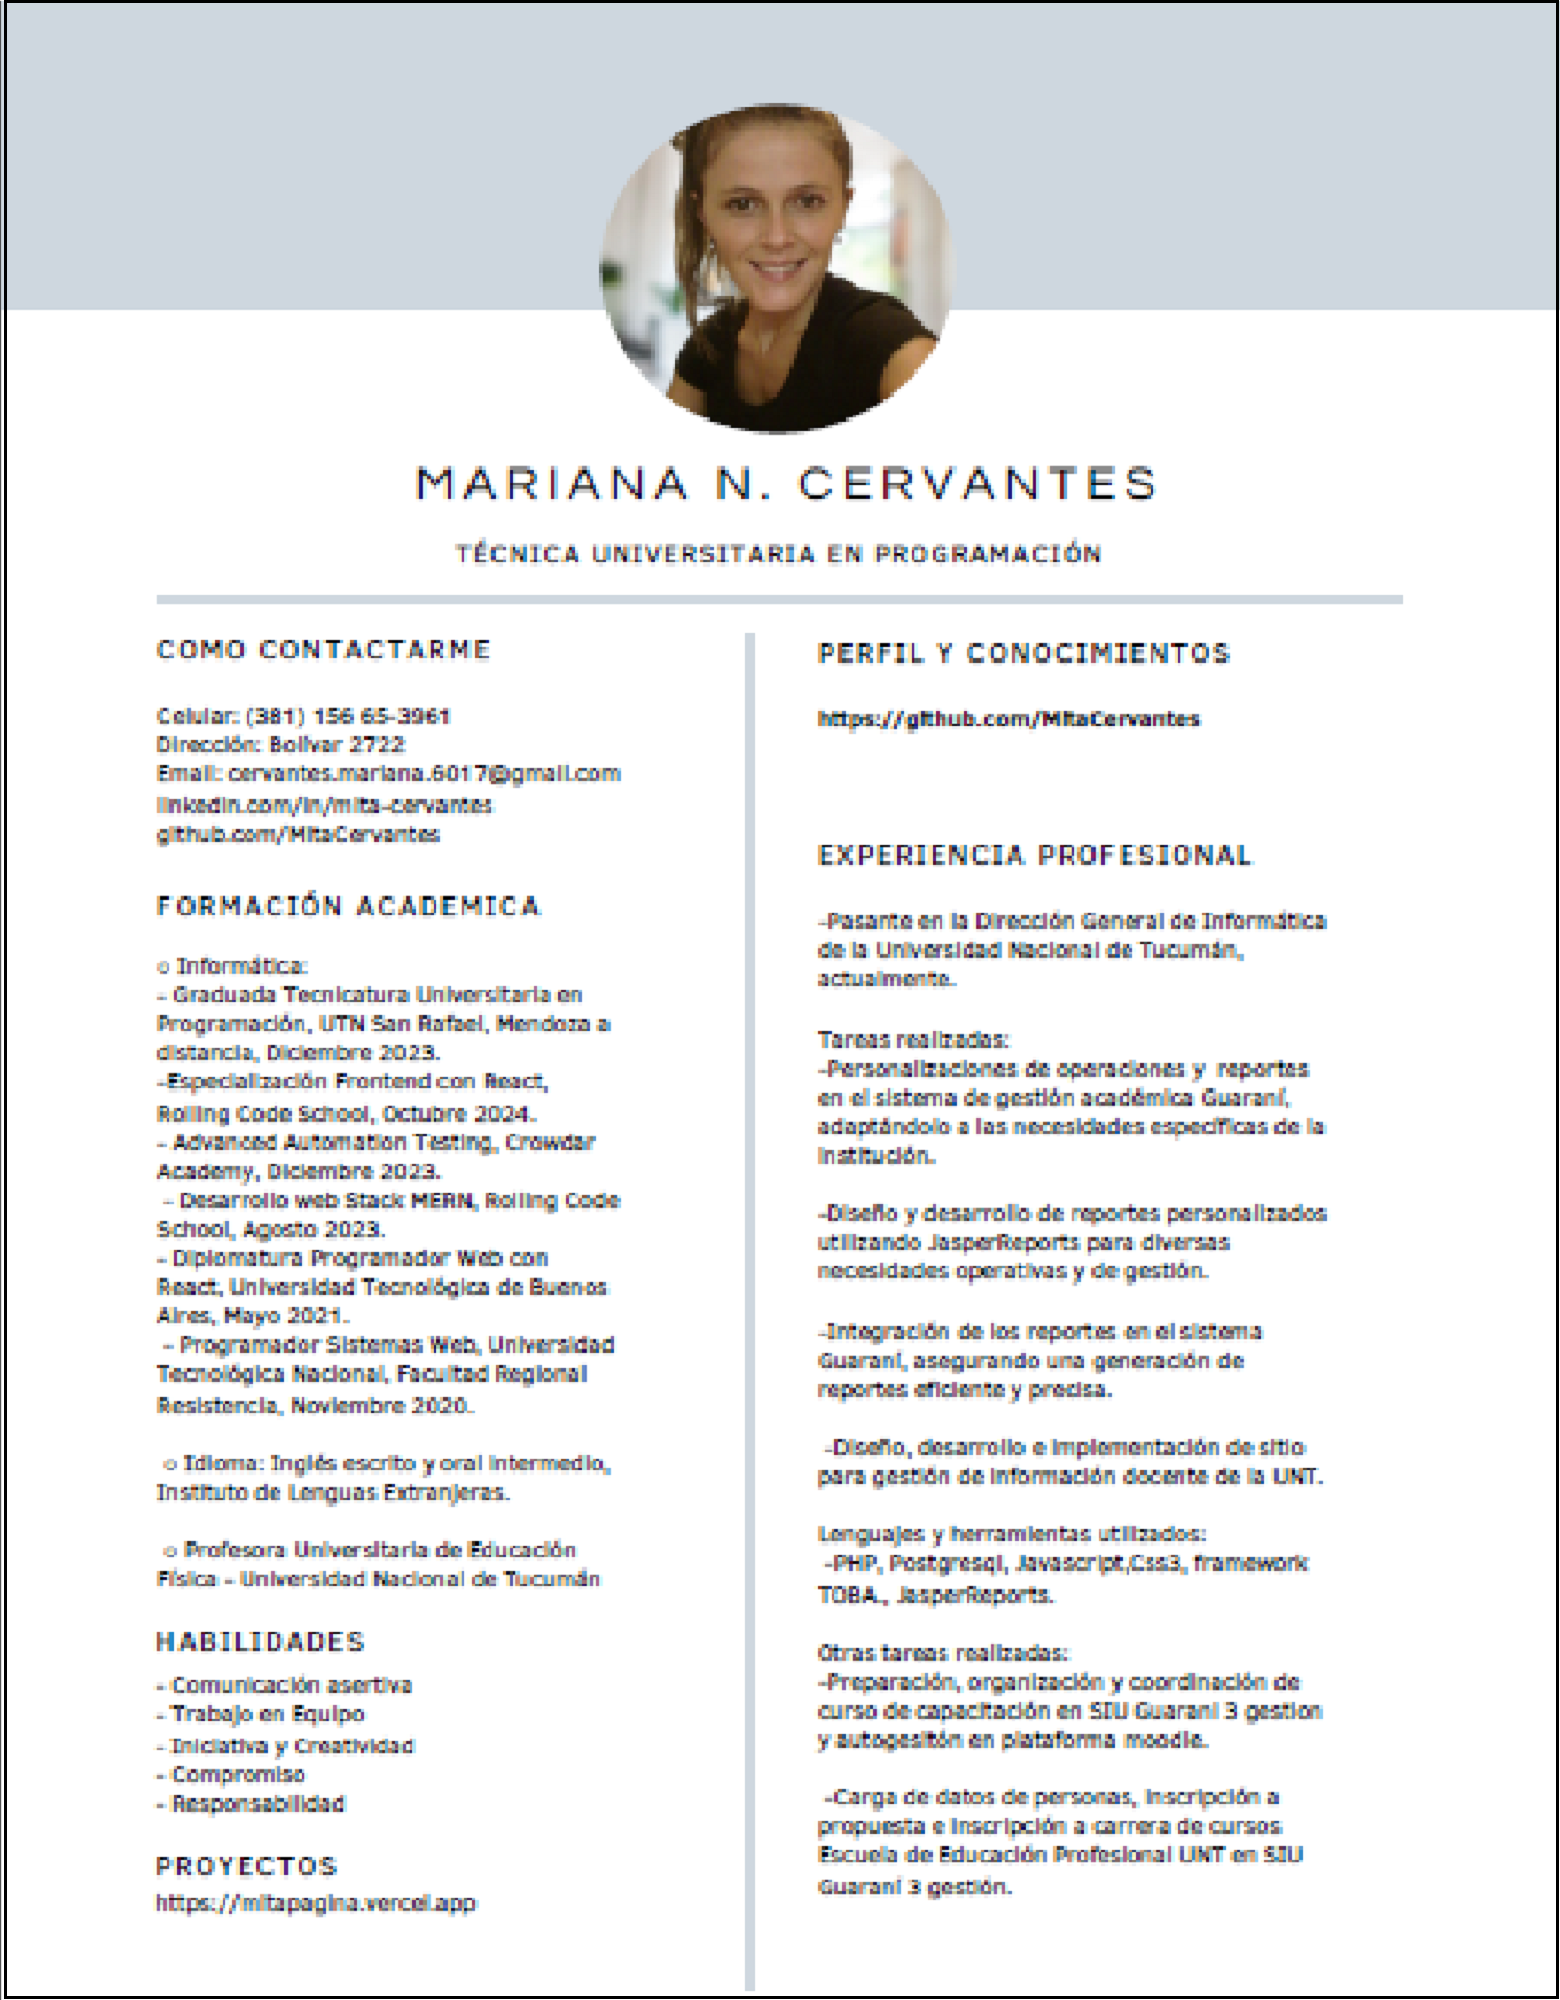 MARIANA N. CERVANTES
TÉCNICA UNIVERSITARIA EN PROGRAMACIÓN
COMO CONTACTARME
Celular: (381) 156 65-3961
Dirección: Bolivar 2722
Email: cervantes.mariana.6017@gmail.com
linkedin.com/in/mita-cervantes
github.com/MitaCervantes
FORMACIÓN ACADEMICA
o Informática:
- Graduada Tecnicatura Universitaria en
Programación, UTN San Rafael, Mendoza a
distancia, Diciembre 2023.
-Especialización Frontend con React,
Rolling Code School, Octubre 2024.
- Advanced Automation Testing, Crowdar
Academy, Diciembre 2023.
- Desarrollo web Stack MERN, Rolling Code
School, Agosto 2023.
- Diplomatura Programador Web con
React, Universidad Tecnológica de Buenos
Aires, Mayo 2021.
- Programador Sistemas Web, Universidad
Tecnológica Nacional, Facultad Regional
Resistencia, Noviembre 2020.
o Idioma: Inglés escrito y oral intermedio,
Instituto de Lenguas Extranjeras.
o Profesora Universitaria de Educación
Física - Universidad Nacional de Tucumán
HABILIDADES
- Comunicación asertiva
- Trabajo en Equipo
- Iniciativa y Creatividad
- Compromiso
- Responsabilidad
PROYECTOS
https://mitapagina.vercel.app
PERFIL Y CONOCIMIENTOS
https://github.com/MitaCervantes
EXPERIENCIA PROFESIONAL
-Pasante en la Dirección General de Informática
de la Universidad Nacional de Tucumán,
actualmente.
Tareas realizadas:
-Personalizaciones de operaciones y reportes
en el sistema de gestión académica Guaraní,
adaptándolo a las necesidades específicas de la
institución.
-Diseño y desarrollo de reportes personalizados
utilizando JasperReports para diversas
necesidades operativas y de gestión.
-Integración de los reportes en el sistema
Guaraní, asegurando una generación de
reportes eficiente y precisa.
-Diseño, desarrollo e implementación de sitio
para gestión de información docente de la UNT.
Lenguajes y herramientas utilizados:
-PHP, Postgresql, Javascript,Css3, framework
TOBA., JasperReports.
Otras tareas realizadas:
-Preparación, organización y coordinación de
curso de capacitación en SIU Guaraní 3 gestion
y autogesitón en plataforma moodle.
-Carga de datos de personas, inscripción a
propuesta e inscripción a carrera de cursos
Escuela de Educación Profesional UNT en SIU
Guaraní 3 gestión.